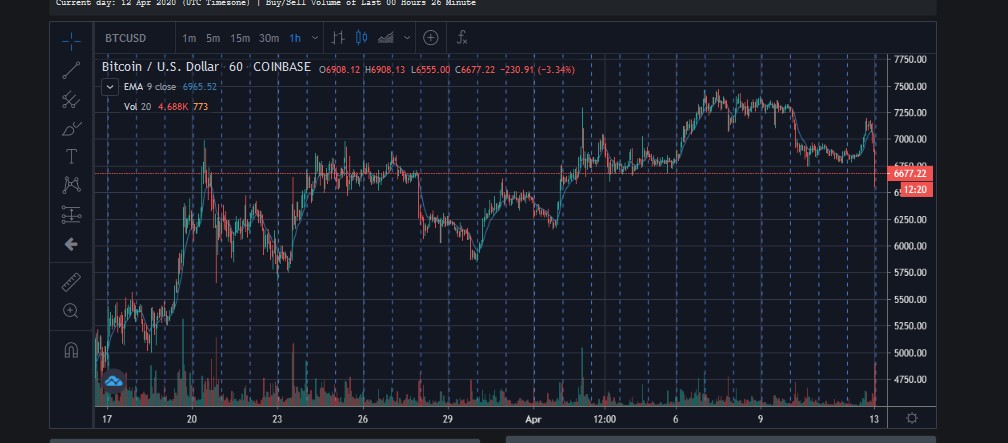 Current day: 12 Apr 2020 (UTC Timezone) | Buy/Sell Volume of Last 00 Hours 26 Minute
BTCUSD 1m 5m 15m 30m 1h
Bitcoin / U.S. Dollar · 60 · COINBASE O6908.12 H6908.13 L6555.00 C6677.22 −230.91 (−3.34%)
EMA 9 close 6965.52
Vol 20 4.688K 773
7750.00
7500.00
7250.00
7000.00
6750.00
6677.22
12:20
6250.00
6000.00
5750.00
5500.00
5250.00
5000.00
4750.00
17 20 23 26 29 Apr 12:00 6 9 13